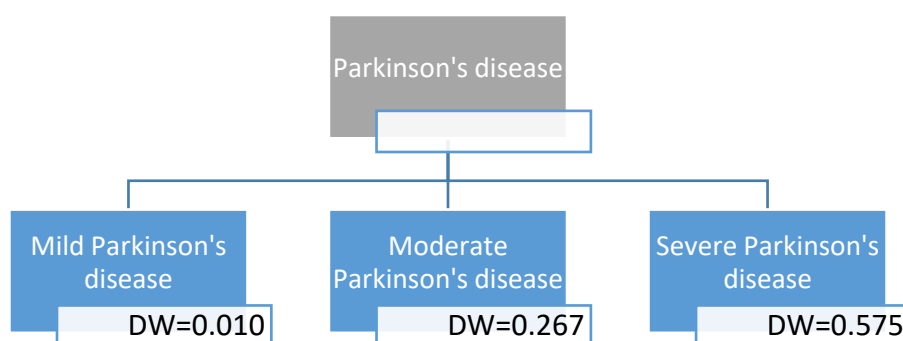 Parkinson's disease
Mild Parkinson's
disease
DW=0.010
Moderate
Parkinson's disease
DW=0.267
Severe Parkinson's
disease
DW=0.575